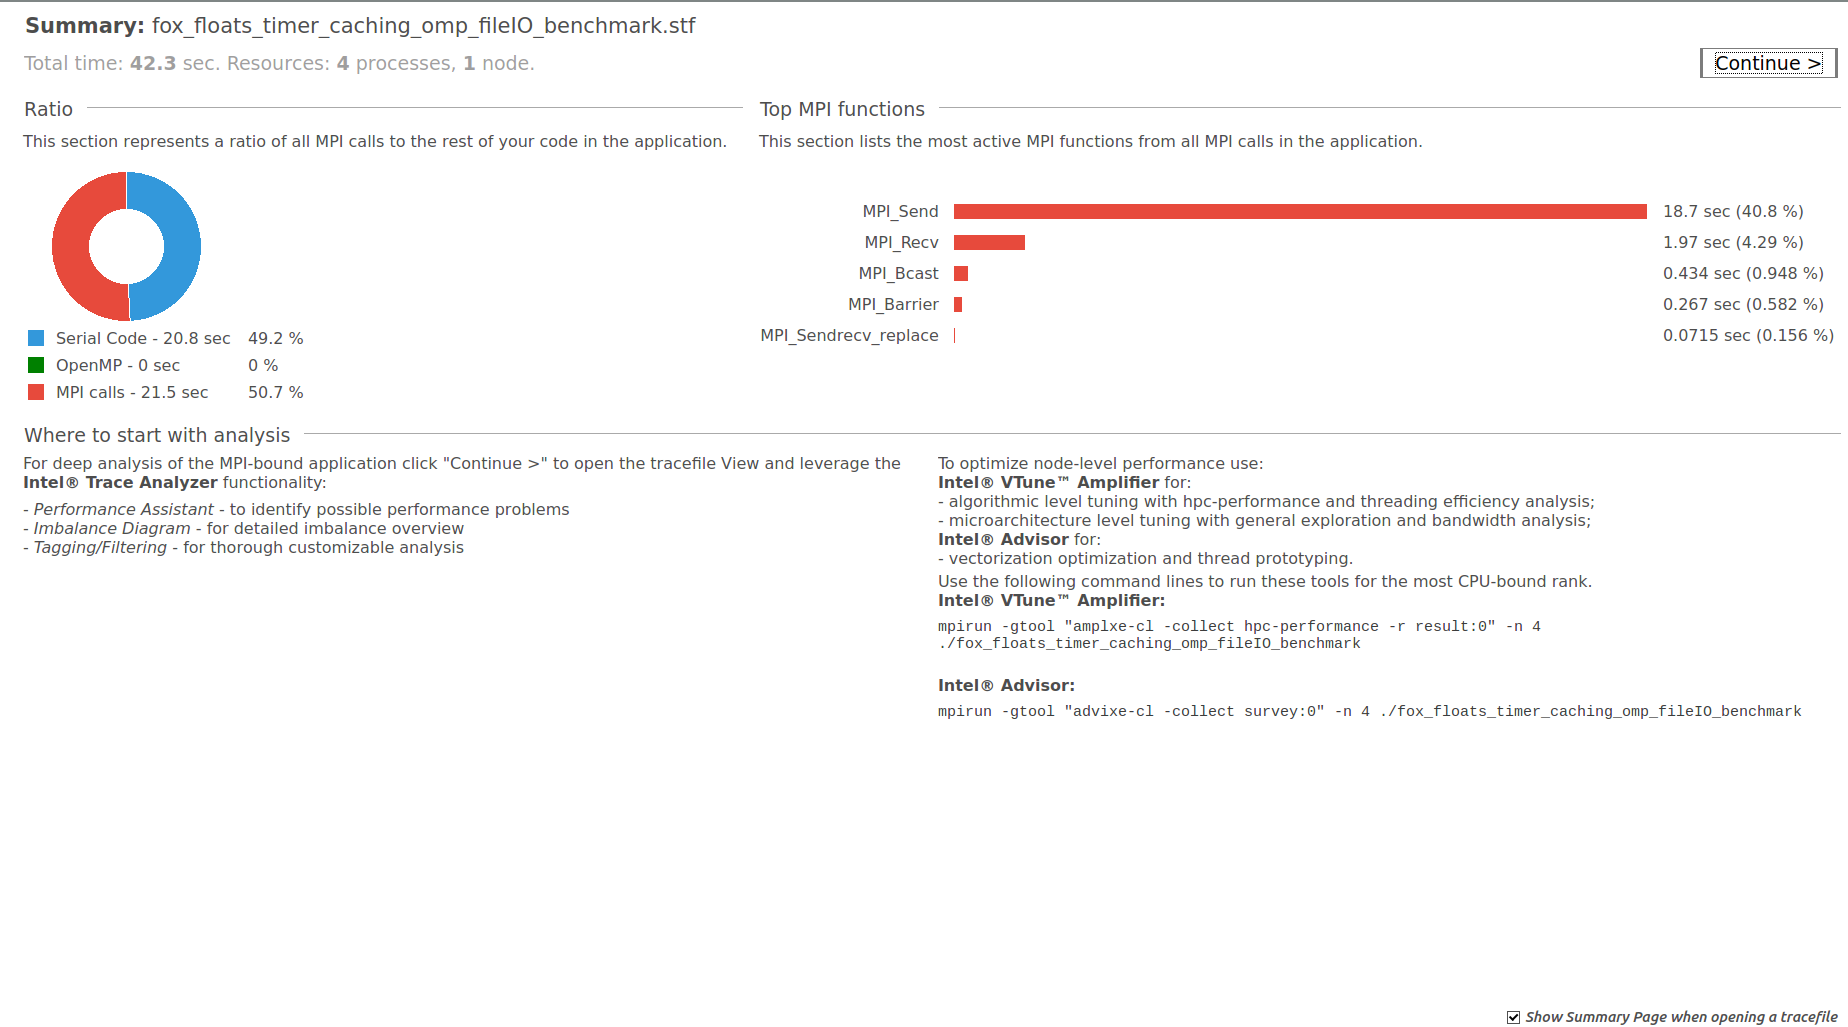 Summary: fox_floats_timer_caching_omp_fileIO_benchmark.stf
Total time: 42.3 sec. Resources: 4 processes, 1 node.
Continue >
Ratio
This section represents a ratio of all MPI calls to the rest of your code in the application.
Serial Code - 20.8 sec 49.2 %
OpenMP - 0 sec 0 %
MPI calls - 21.5 sec 50.7 %
Top MPI functions
This section lists the most active MPI functions from all MPI calls in the application.
MPI_Send 18.7 sec (40.8 %)
MPI_Recv 1.97 sec (4.29 %)
MPI_Bcast 0.434 sec (0.948 %)
MPI_Barrier 0.267 sec (0.582 %)
MPI_Sendrecv_replace 0.0715 sec (0.156 %)
Where to start with analysis
For deep analysis of the MPI-bound application click "Continue >" to open the tracefile View and leverage the
Intel® Trace Analyzer functionality:
- Performance Assistant - to identify possible performance problems
- Imbalance Diagram - for detailed imbalance overview
- Tagging/Filtering - for thorough customizable analysis
To optimize node-level performance use:
Intel® VTune™ Amplifier for:
- algorithmic level tuning with hpc-performance and threading efficiency analysis;
- microarchitecture level tuning with general exploration and bandwidth analysis;
Intel® Advisor for:
- vectorization optimization and thread prototyping.
Use the following command lines to run these tools for the most CPU-bound rank.
Intel® VTune™ Amplifier:
mpirun -gtool "amplxe-cl -collect hpc-performance -r result:0" -n 4
./fox_floats_timer_caching_omp_fileIO_benchmark
Intel® Advisor:
mpirun -gtool "advixe-cl -collect survey:0" -n 4 ./fox_floats_timer_caching_omp_fileIO_benchmark
Show Summary Page when opening a tracefile